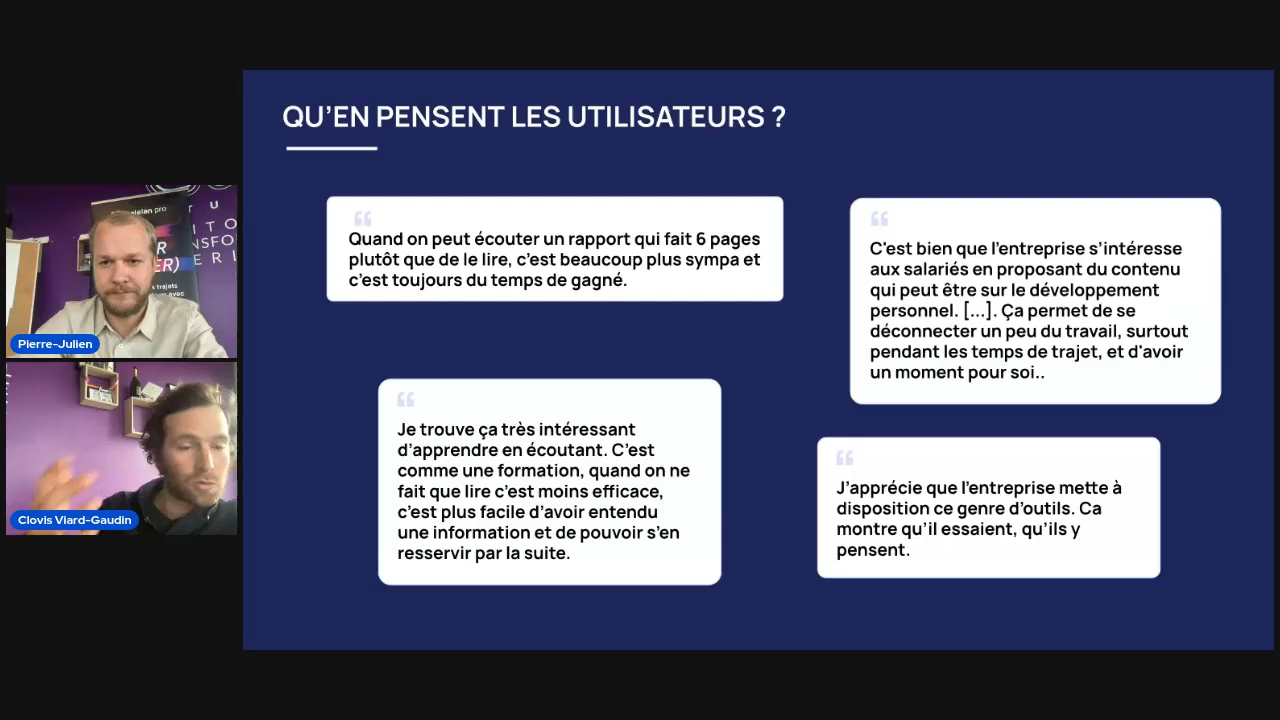 QU'EN PENSENT LES UTILISATEURS ?
Quand on peut écouter un rapport qui fait 6 pages
plutôt que de le lire, c'est beaucoup plus sympa et
c'est toujours du temps de gagné.
C'est bien que l'entreprise s'intéresse
aux salariés en proposant du contenu
qui peut être sur le développement
personnel. [...]. Ça permet de se
déconnecter un peu du travail, surtout
pendant les temps de trajet, et d'avoir
un moment pour soi..
Je trouve ça très intéressant
d'apprendre en écoutant. C'est
comme une formation, quand on ne
fait que lire c'est moins efficace,
c'est plus facile d'avoir entendu
une information et de pouvoir s'en
resservir par la suite.
J'apprécie que l'entreprise mette à
disposition ce genre d'outils. Ca
montre qu'il essaient, qu'ils y
pensent.
pro
trajets
avec
Pierre-Julien
Clovis Viard-Gaudin